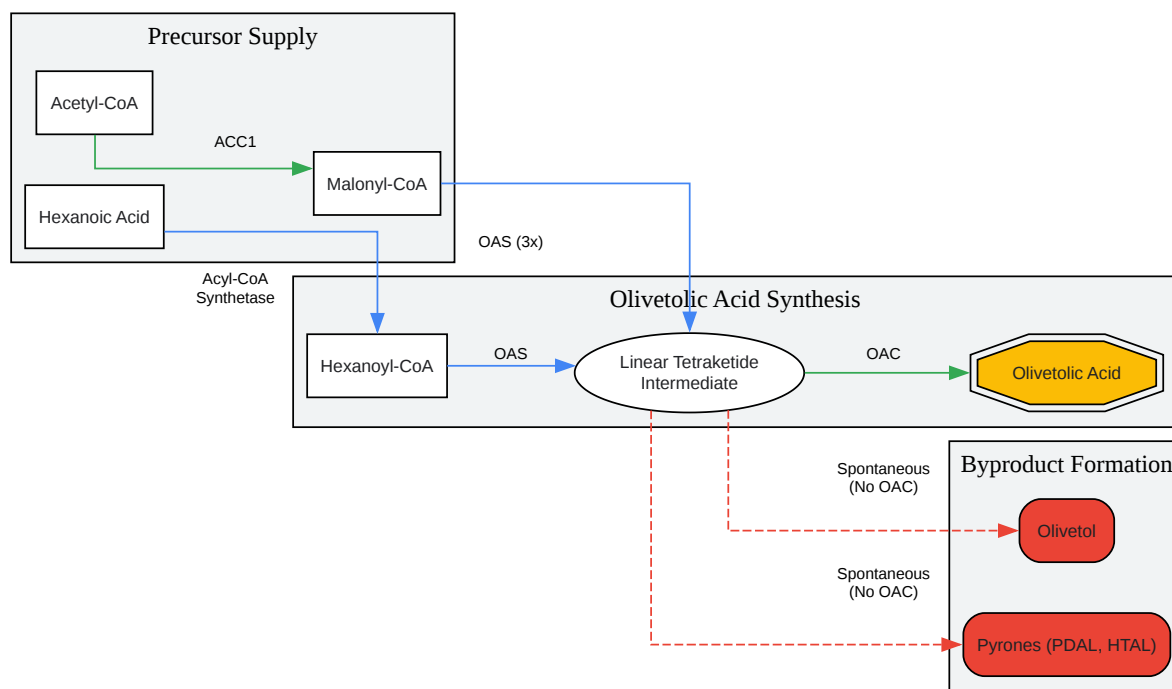 Precursor Supply
Acetyl-CoA
ACC1
Malonyl-CoA
Hexanoic Acid
OAS (3x)
Acyl-CoA
Synthetase
Olivetolic Acid Synthesis
Hexanoyl-CoA
OAS
Linear Tetraketide
Intermediate
OAC
Olivetolic Acid
Byproduct Formation
Spontaneous
(No OAC)
Olivetol
Spontaneous
(No OAC)
Pyrones (PDAL, HTAL)